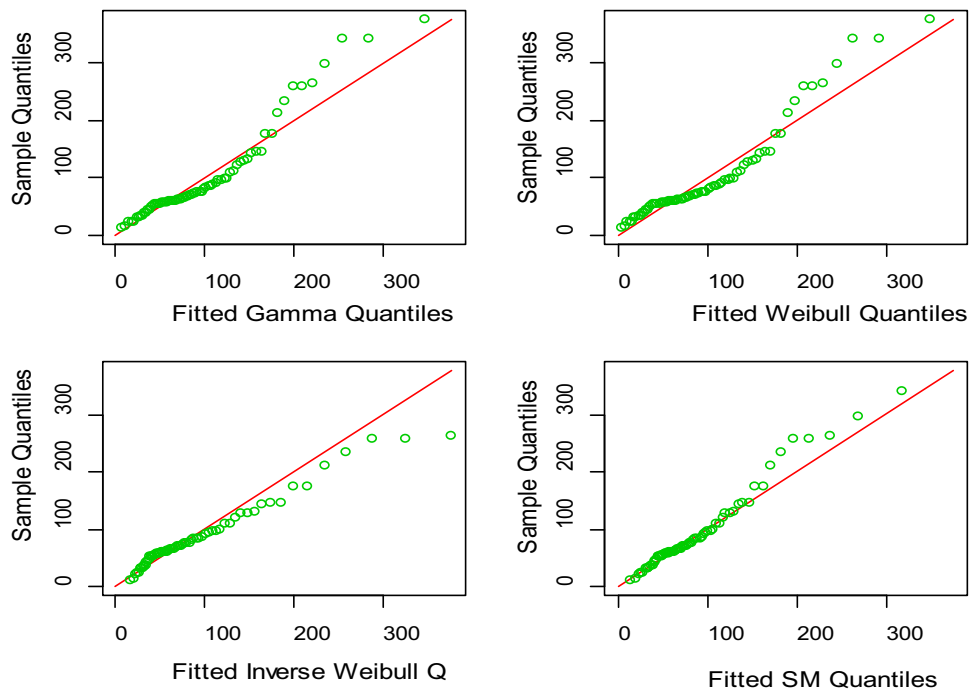 Sample Quantiles
300
200
100
0
0 100 200 300
Fitted Gamma Quantiles
Sample Quantiles
300
200
100
0
0 100 200 300
Fitted Weibull Quantiles
Sample Quantiles
300
200
100
0
0 100 200 300
Fitted Inverse Weibull Q
Sample Quantiles
300
200
100
0
0 100 200 300
Fitted SM Quantiles